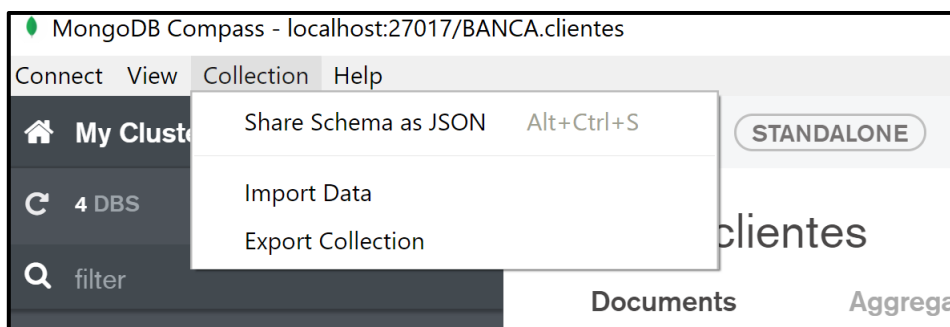 MongoDB Compass - localhost:27017/BANCA.clientes
Connect View Collection Help
My Cluste
Share Schema as JSON Alt+Ctrl+S
STANDALONE
4 DBS
Import Data
Export Collection
clientes
filter
Documents Aggrega